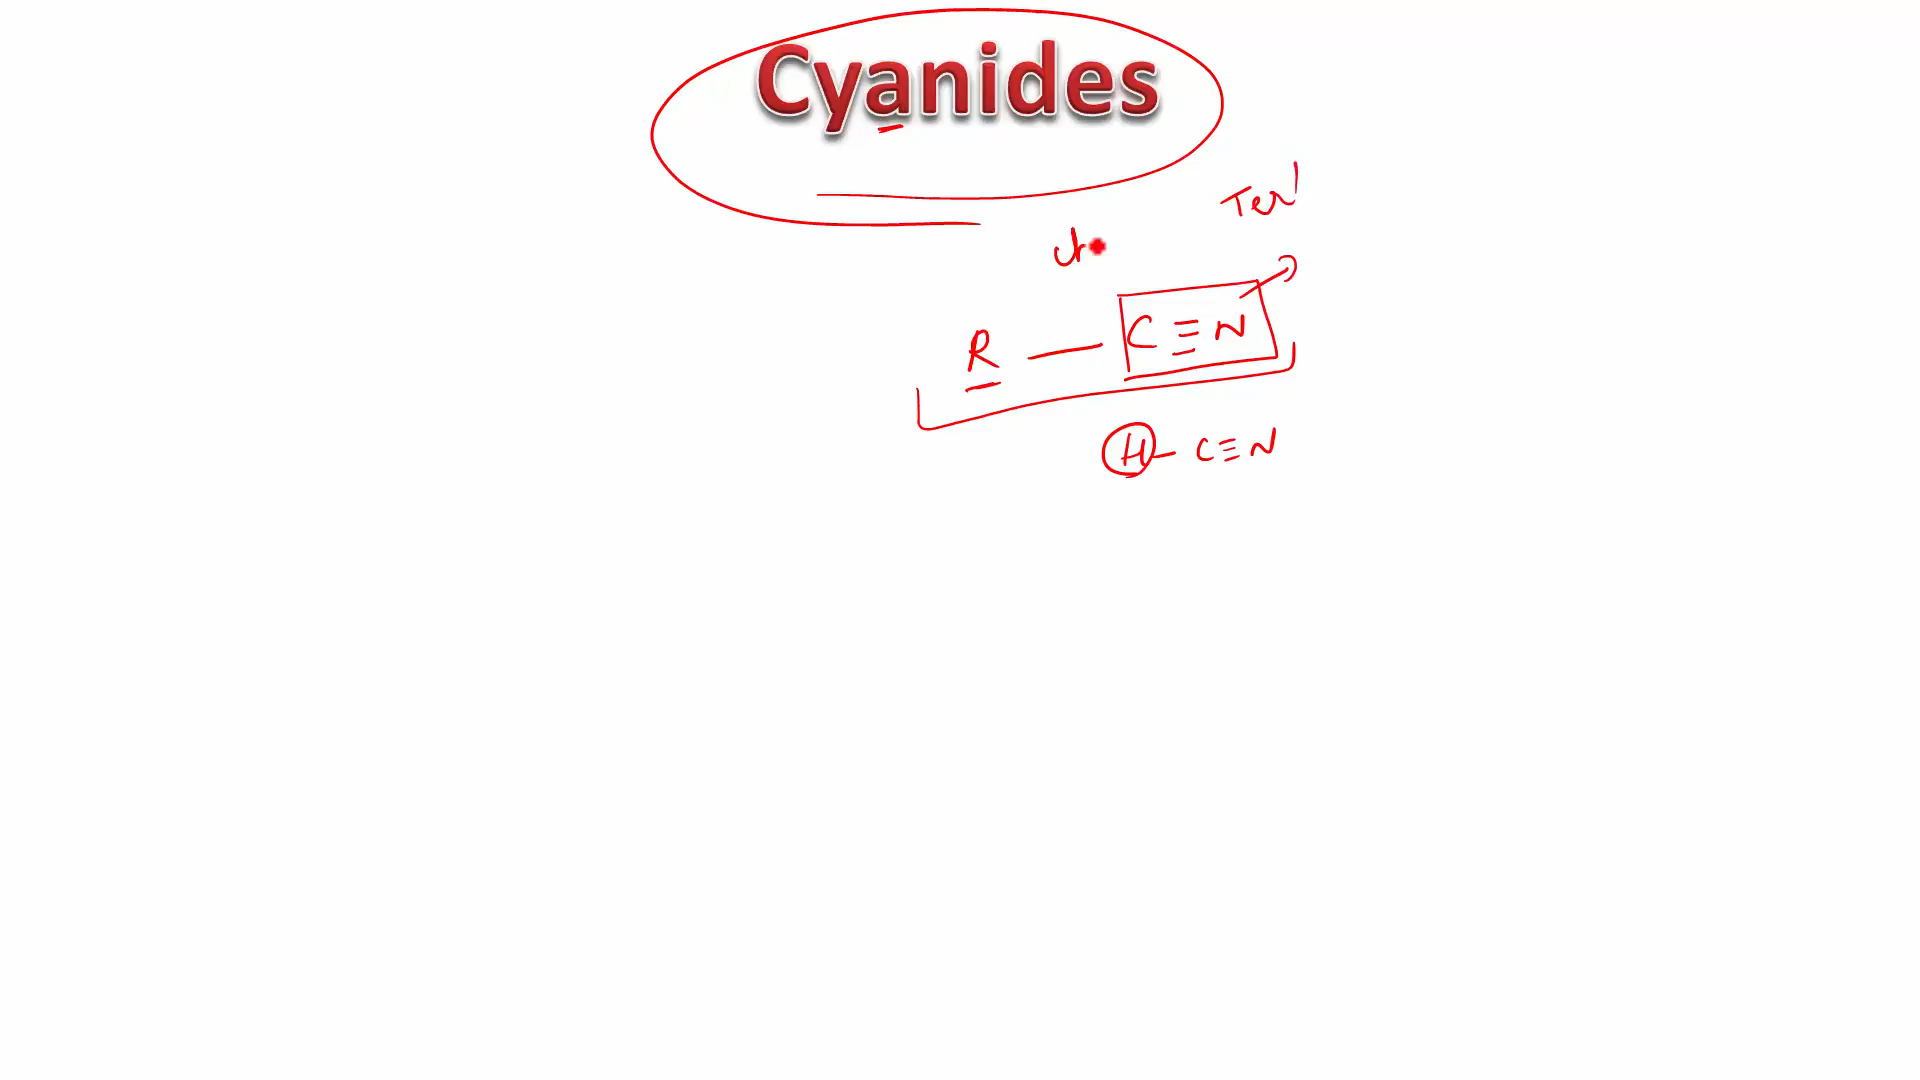 Cyanides
Ter
R — C≡N
H - C≡N